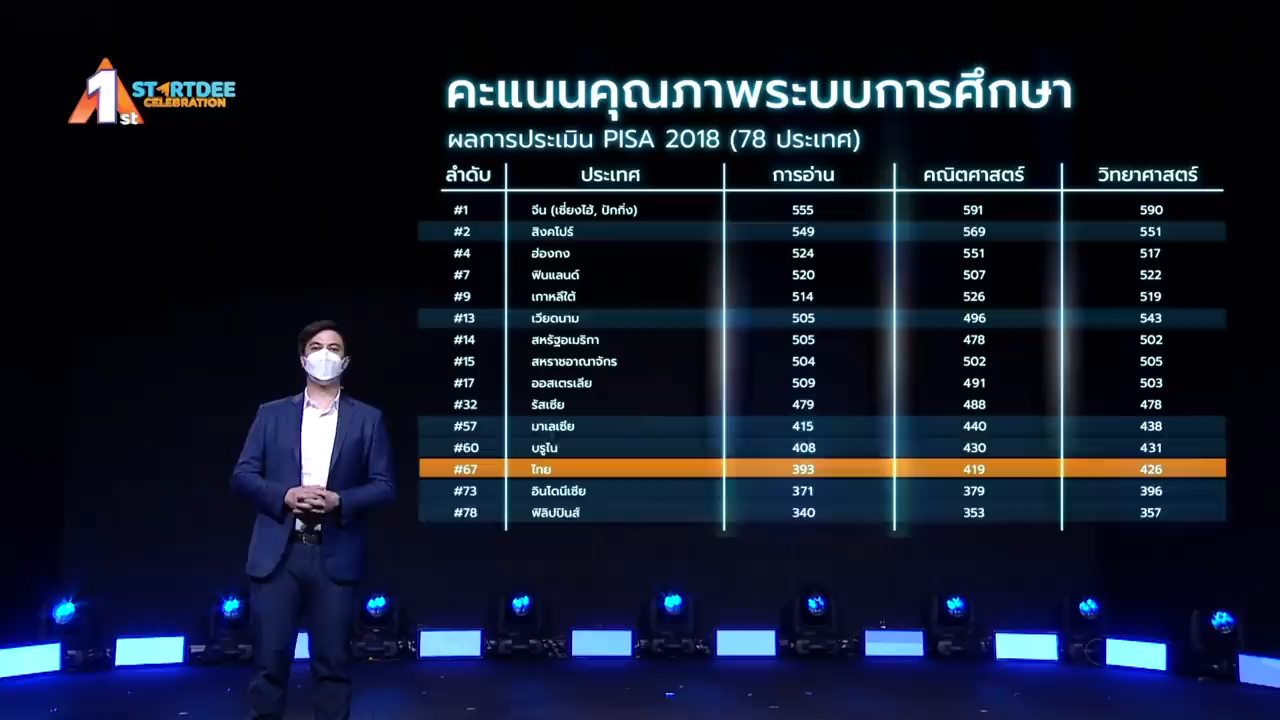 1st
STARTDEE
CELEBRATION
คะแนนคุณภาพระบบการศึกษา
ผลการประเมิน PISA 2018 (78 ประเทศ)
ลำดับ ประเทศ การอ่าน คณิตศาสตร์ วิทยาศาสตร์
#1 จีน (เซี่ยงไฮ้, ปักกิ่ง) 555 591 590
#2 สิงคโปร์ 549 569 551
#4 ฮ่องกง 524 551 517
#7 ฟินแลนด์ 520 507 522
#9 เกาหลีใต้ 514 526 519
#13 เวียดนาม 505 496 543
#14 สหรัฐอเมริกา 505 478 502
#15 สหราชอาณาจักร 504 502 505
#17 ออสเตรเลีย 509 491 503
#32 รัสเซีย 479 488 478
#57 มาเลเซีย 415 440 438
#60 บรูไน 408 430 431
#67 ไทย 393 419 426
#73 อินโดนีเซีย 371 379 396
#78 ฟิลิปปินส์ 340 353 357